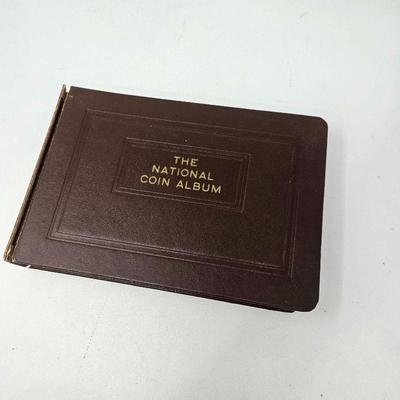 THE
NATIONAL
COIN ALBUM